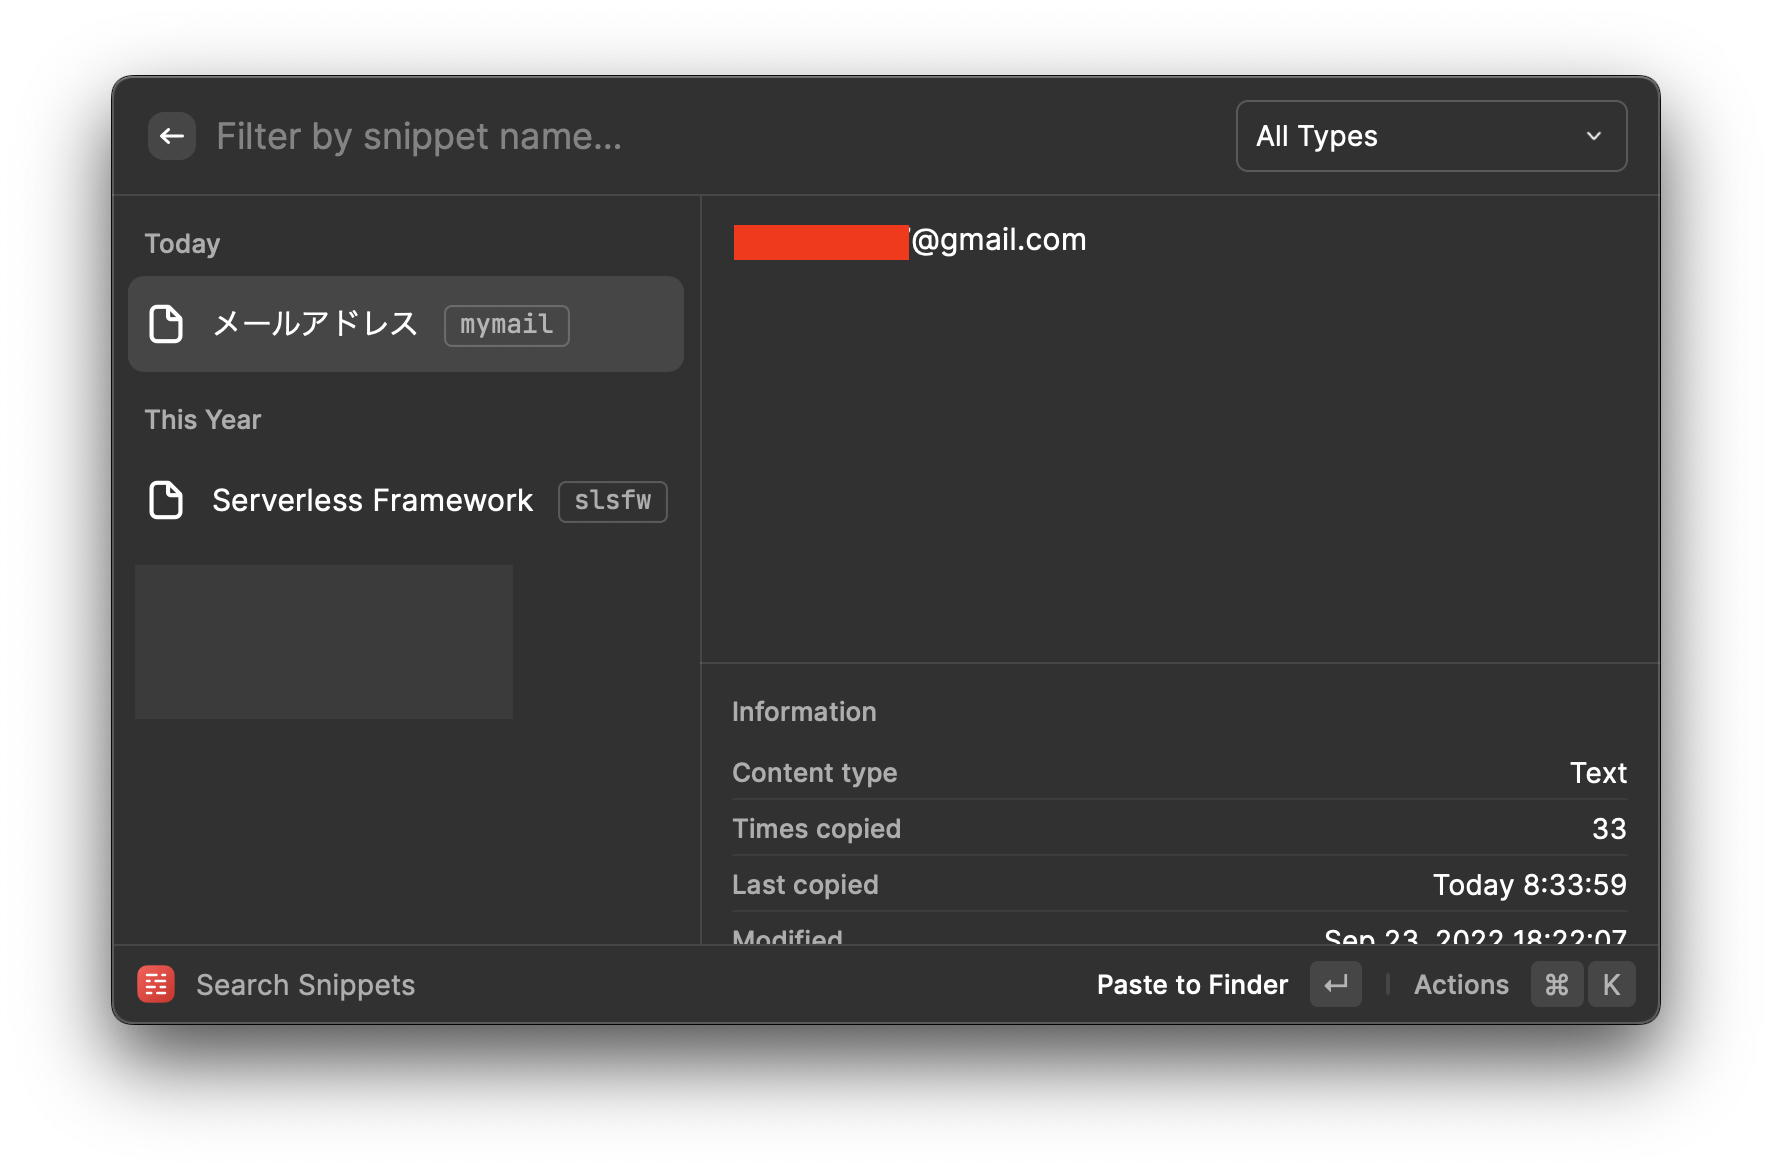 Filter by snippet name...
All Types
Today
メールアドレス mymail
This Year
Serverless Framework slsfw
@gmail.com
Information
Content type Text
Times copied 33
Last copied Today 8:33:59
Modified Sep 23, 2022 18:22:07
Search Snippets
Paste to Finder ↵ Actions ⌘ K